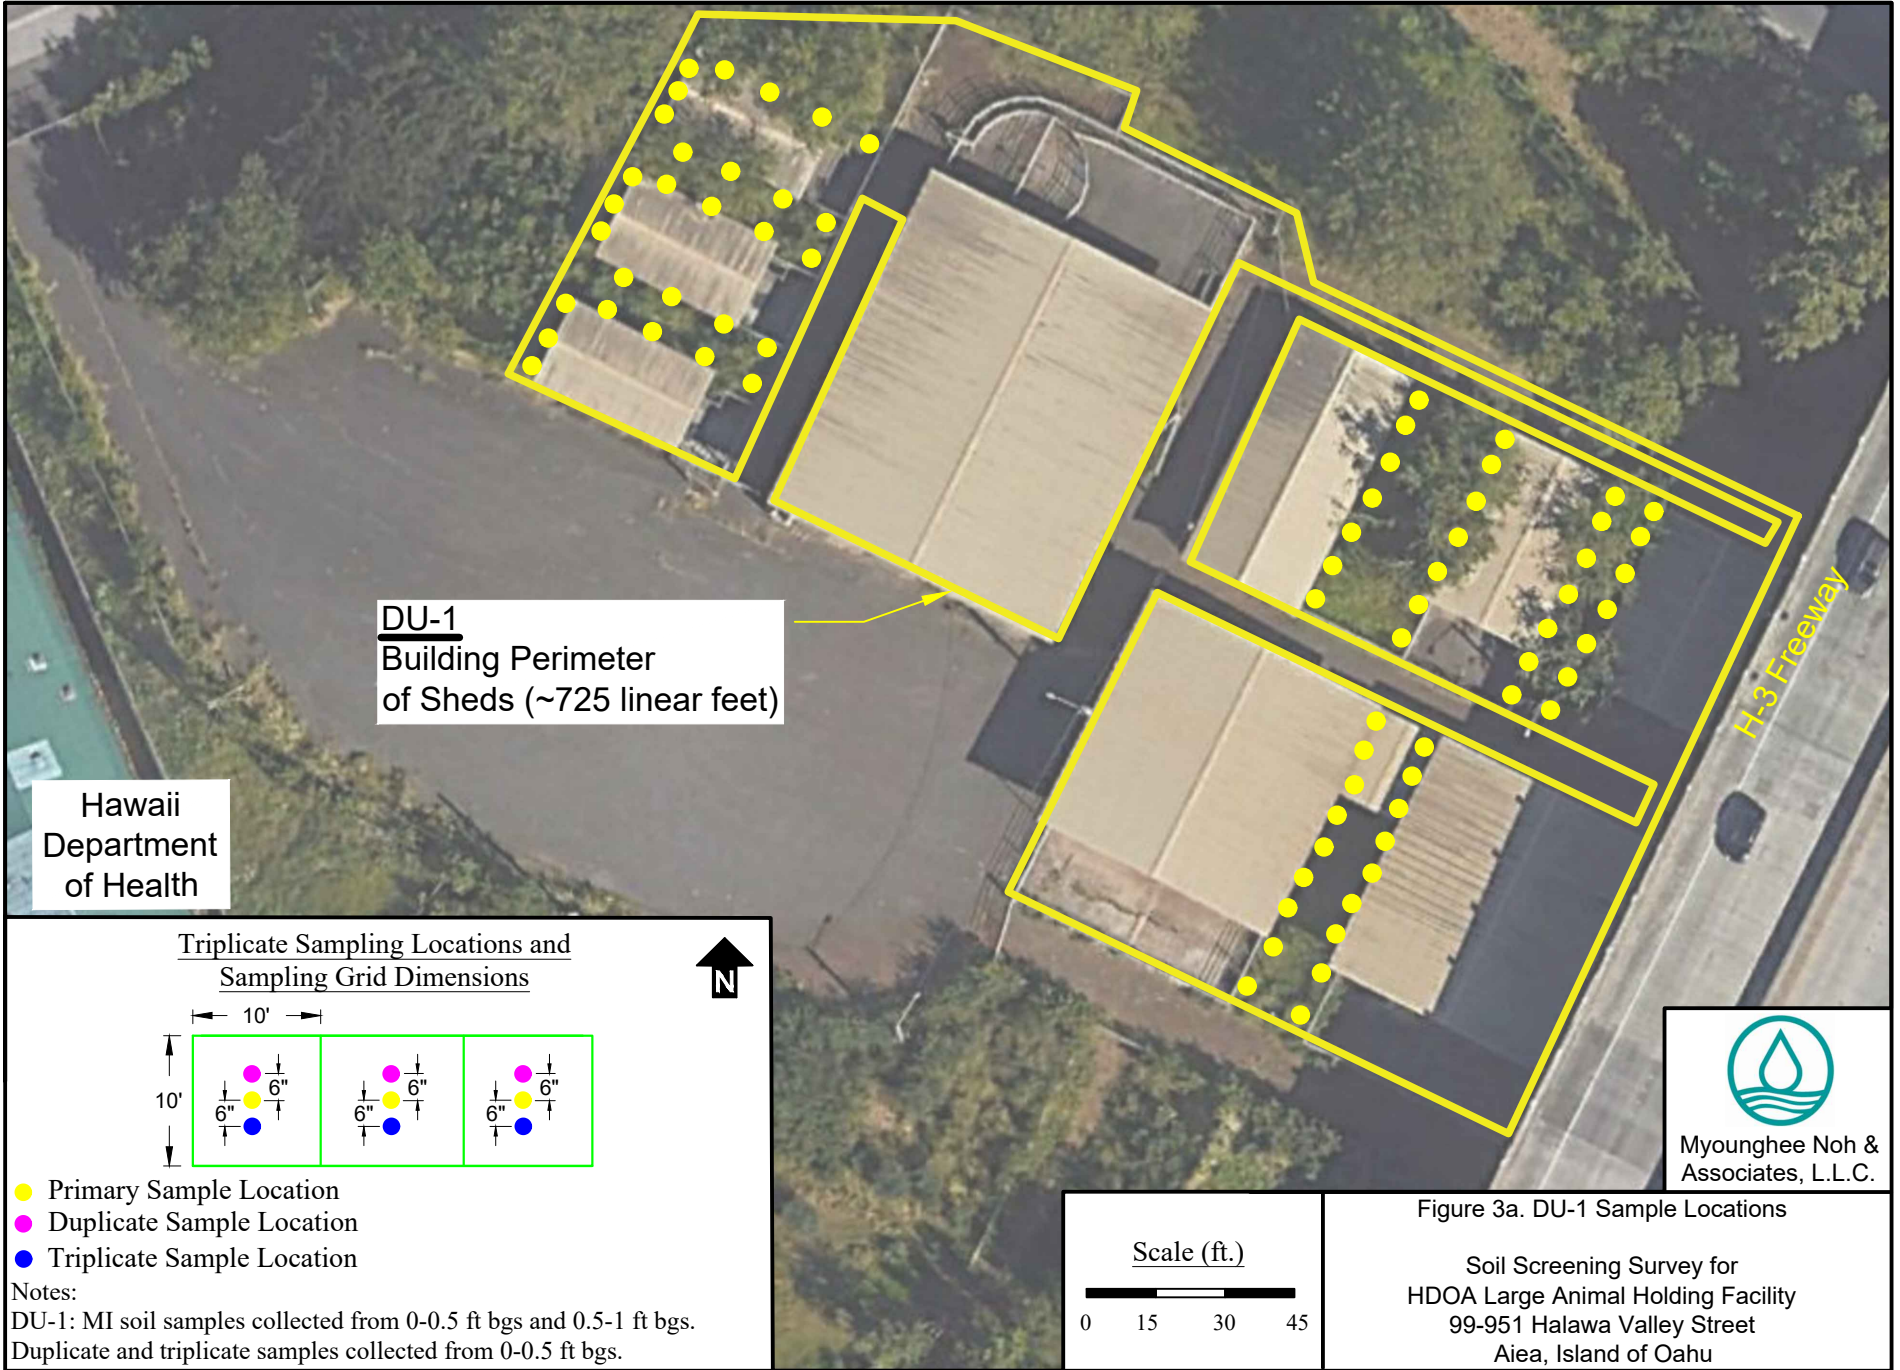 DU-1
Building Perimeter
of Sheds (~725 linear feet)
H-3 Freeway
Hawaii
Department
of Health
Triplicate Sampling Locations and
Sampling Grid Dimensions
N
10'
10'
6"
6"
6"
6"
6"
6"
Primary Sample Location
Duplicate Sample Location
Triplicate Sample Location
Notes:
DU-1: MI soil samples collected from 0-0.5 ft bgs and 0.5-1 ft bgs.
Duplicate and triplicate samples collected from 0-0.5 ft bgs.
Scale (ft.)
0 15 30 45
Myounghee Noh &
Associates, L.L.C.
Figure 3a. DU-1 Sample Locations
Soil Screening Survey for
HDOA Large Animal Holding Facility
99-951 Halawa Valley Street
Aiea, Island of Oahu